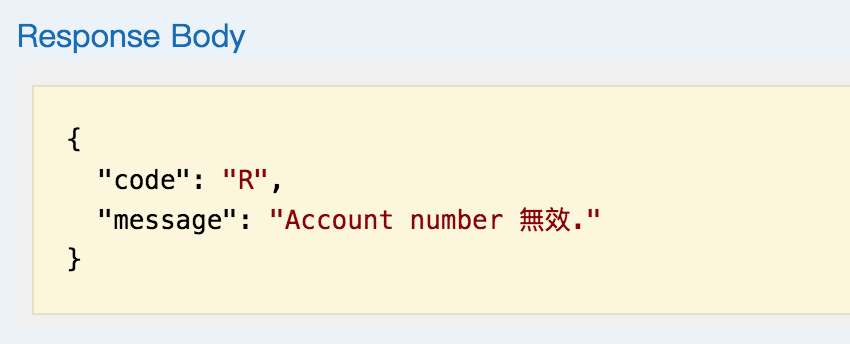 Response Body
{
"code": "R",
"message": "Account number 無效."
}